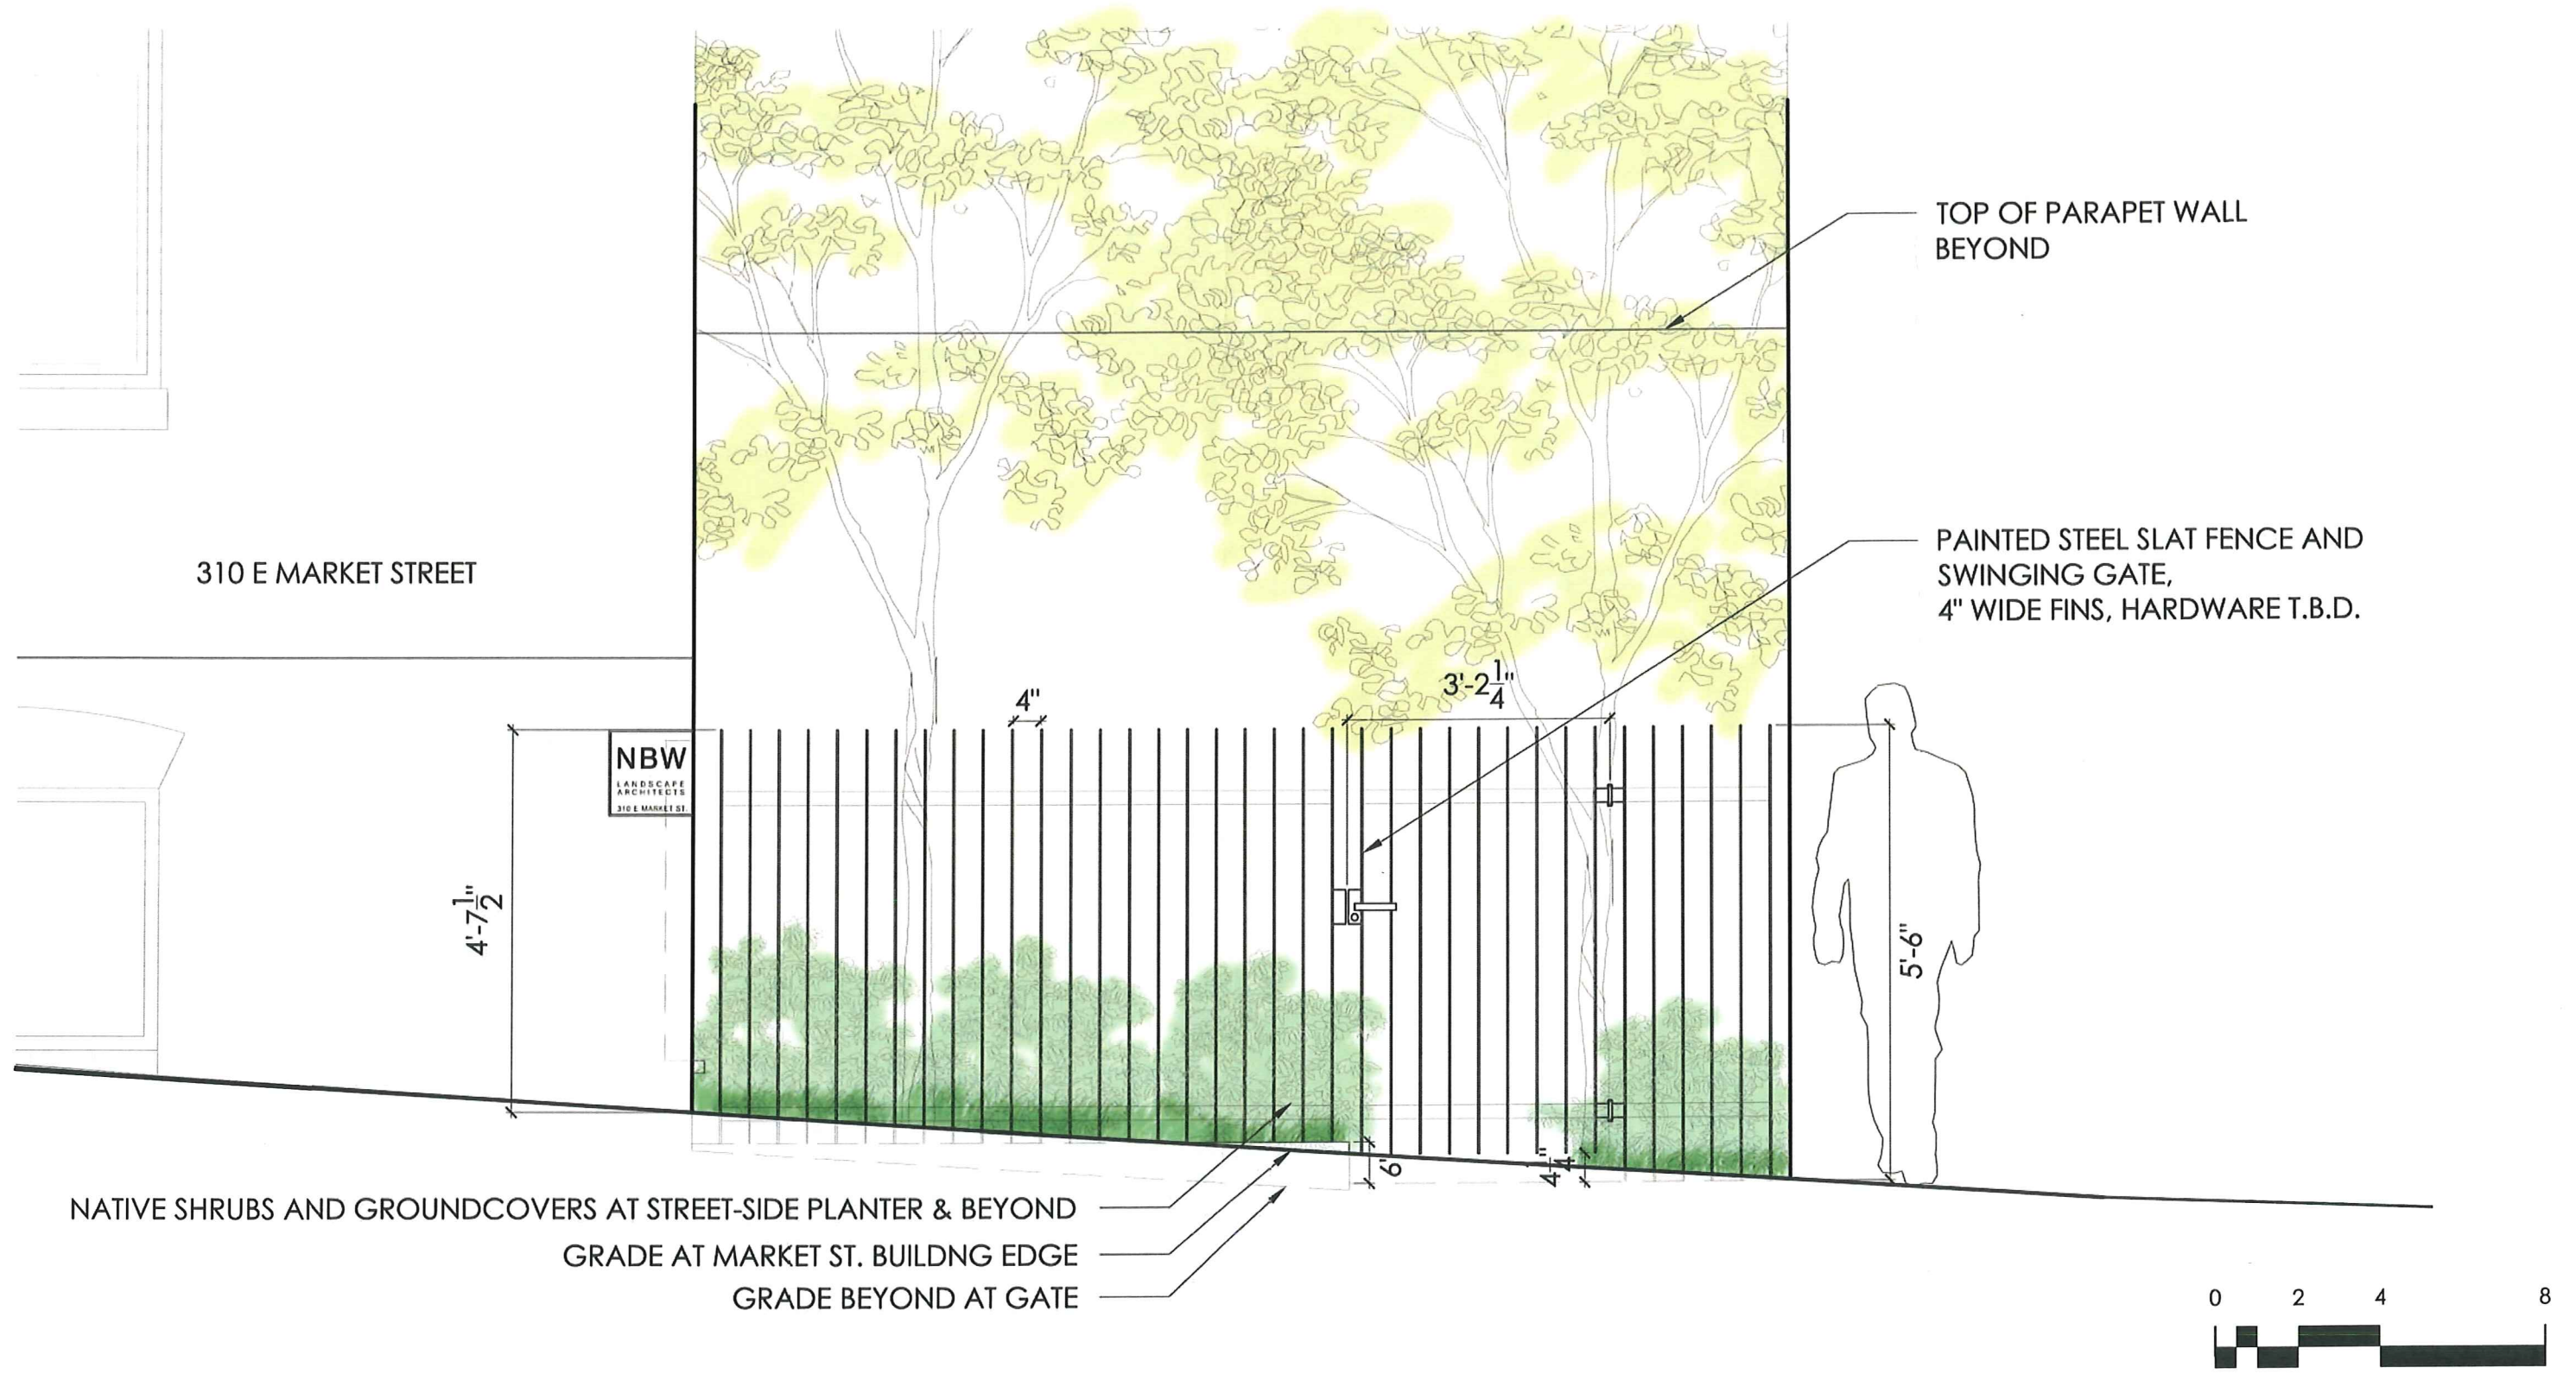 TOP OF PARAPET WALL
BEYOND
PAINTED STEEL SLAT FENCE AND
SWINGING GATE,
4" WIDE FINS, HARDWARE T.B.D.
310 E MARKET STREET
3'-2 1/4"
4"
NBW
LANDSCAPE
ARCHITECTS
310 E MARKET ST.
4'-7 1/2"
5'-6"
6"
4 1/4"
NATIVE SHRUBS AND GROUNDCOVERS AT STREET-SIDE PLANTER & BEYOND
GRADE AT MARKET ST. BUILDNG EDGE
GRADE BEYOND AT GATE
0 2 4 8